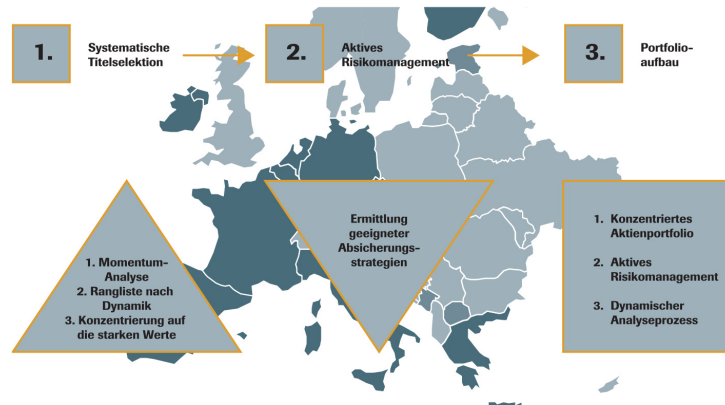 1.
Systematische
Titelselektion
2.
Aktives
Risikomanagement
3.
Portfolio-
aufbau
1. Momentum-
Analyse
2. Rangliste nach
Dynamik
3. Konzentrierung auf
die starken Werte
Ermittlung
geeigneter
Absicherungs-
strategien
1. Konzentriertes
Aktienportfolio
2. Aktives
Risikomanagement
3. Dynamischer
Analyseprozess